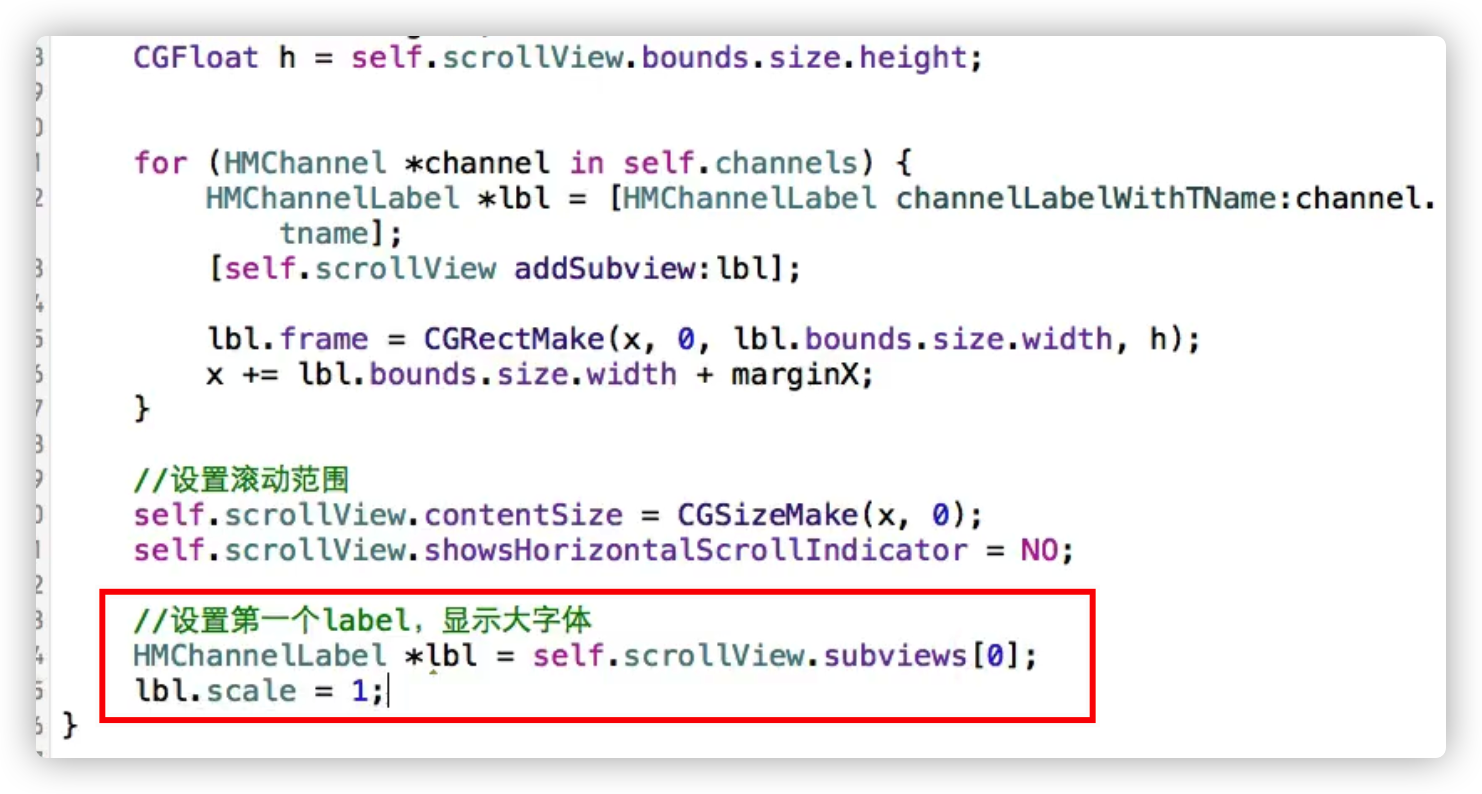 CGFloat h = self.scrollView.bounds.size.height;
for (HMChannel *channel in self.channels) {
HMChannelLabel *lbl = [HMChannelLabel channelLabelWithTName:channel.
tname];
[self.scrollView addSubview:lbl];
lbl.frame = CGRectMake(x, 0, lbl.bounds.size.width, h);
x += lbl.bounds.size.width + marginX;
}
//设置滚动范围
self.scrollView.contentSize = CGSizeMake(x, 0);
self.scrollView.showsHorizontalScrollIndicator = NO;
//设置第一个label，显示大字体
HMChannelLabel *lbl = self.scrollView.subviews[0];
lbl.scale = 1;
}